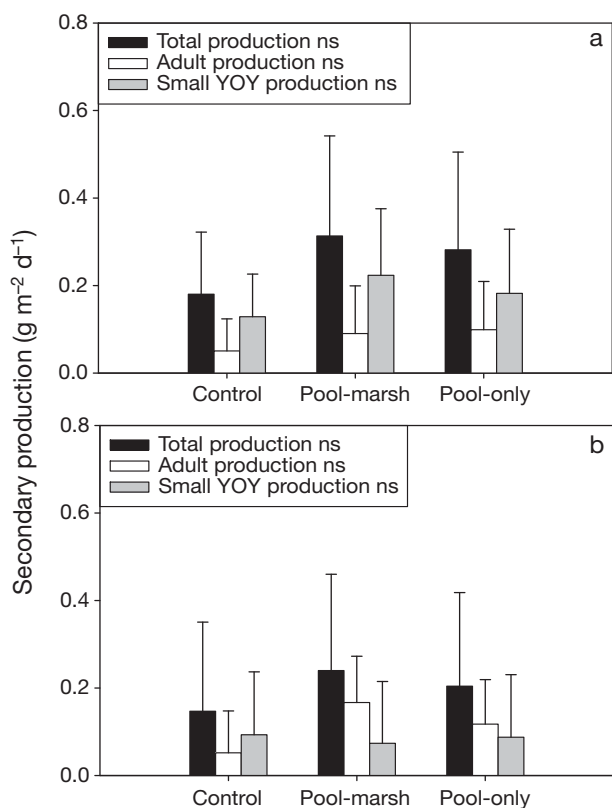 Secondary production (g m⁻² d⁻¹)
a
Total production ns
Adult production ns
Small YOY production ns
0.8
0.6
0.4
0.2
0.0
Control Pool-marsh Pool-only
b
Total production ns
Adult production ns
Small YOY production ns
0.8
0.6
0.4
0.2
0.0
Control Pool-marsh Pool-only